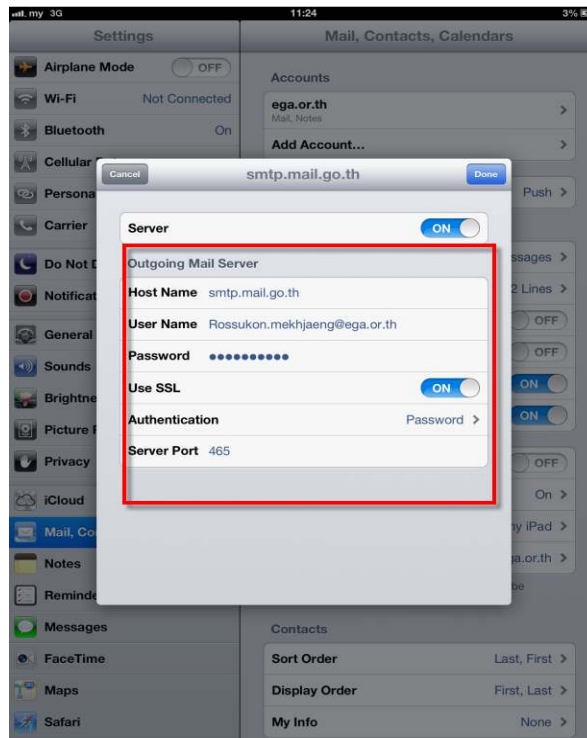 my 3G 11:24 3%
Settings
Mail, Contacts, Calendars
Airplane Mode OFF
Wi-Fi Not Connected
Bluetooth On
Cellular
Persona
Carrier
Do Not D
Notificat
General
Sounds
Brightne
Picture F
Privacy
iCloud
Mail, Co
Notes
Reminde
Messages
FaceTime
Maps
Safari
Accounts
ega.or.th
Mail, Notes
Add Account...
Push
ssages
2 Lines
OFF
OFF
ON
ON
OFF
On
ny iPad
ga.or.th
be
Contacts
Sort Order Last, First
Display Order First, Last
My Info None
Cancel smtp.mail.go.th Done
Server ON
Outgoing Mail Server
Host Name smtp.mail.go.th
User Name Rossukon.mekhjaeng@ega.or.th
Password ●●●●●●●●●●
Use SSL ON
Authentication Password
Server Port 465